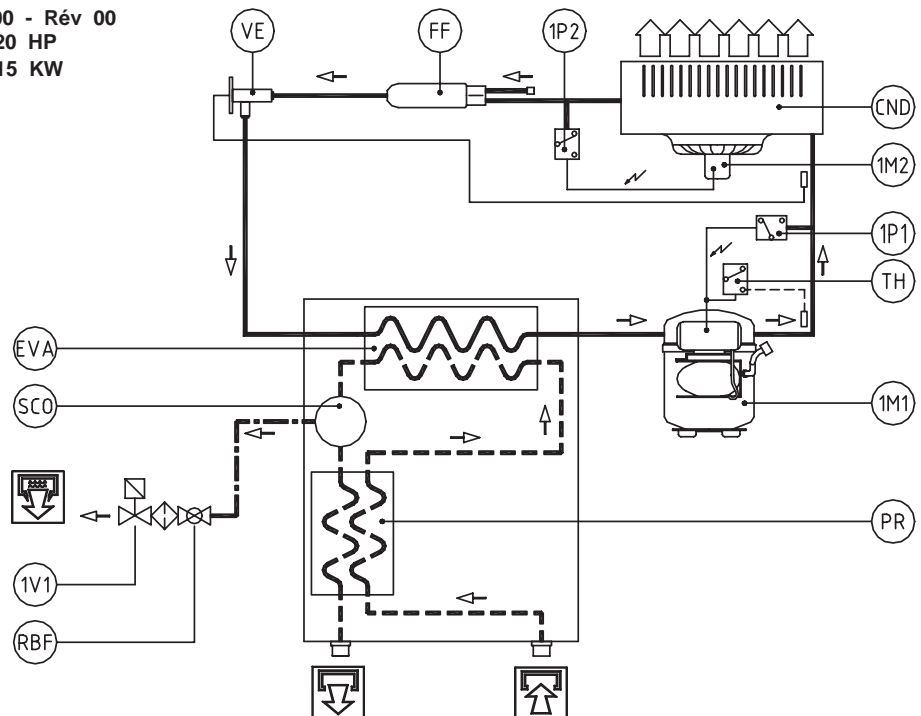 00 - Rév 00
20 HP
15 KW
VE
FF
1P2
CND
1M2
1P1
TH
EVA
SCO
1M1
PR
1V1
RBF